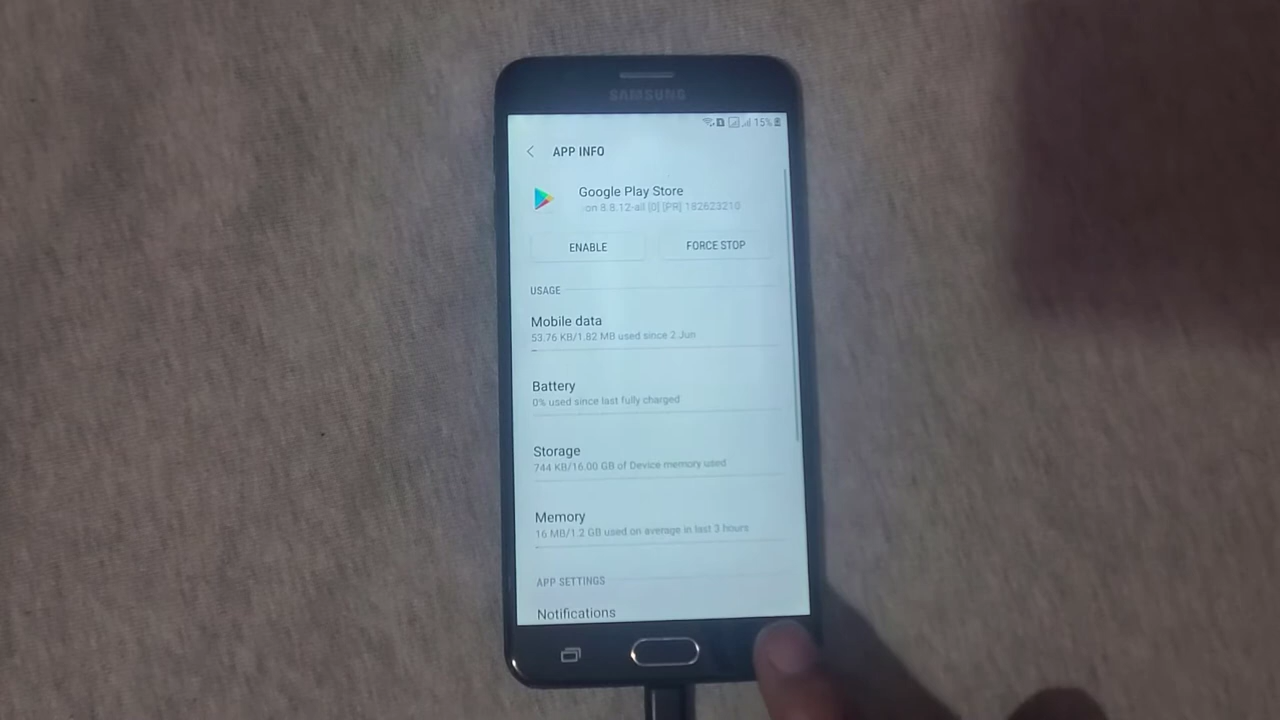 SAMSUNG
15%
APP INFO
Google Play Store
on 8.8.12-all [0] [PR] 182623210
ENABLE
FORCE STOP
USAGE
Mobile data
53.76 KB/1.82 MB used since 2 Jun
Battery
0% used since last fully charged
Storage
744 KB/16.00 GB of Device memory used
Memory
16 MB/1.2 GB used on average in last 3 hours
APP SETTINGS
Notifications